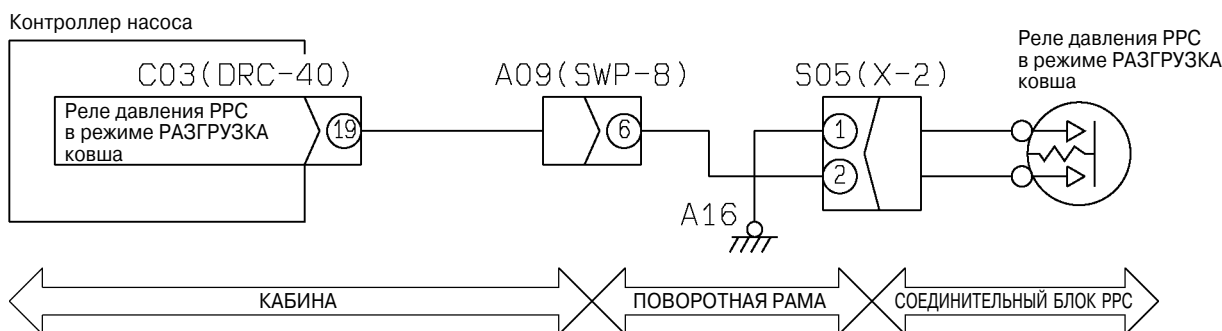 Контроллер насоса
Реле давления PPC
в режиме РАЗГРУЗКА
ковша
C03(DRC-40)
A09(SWP-8)
S05(X-2)
Реле давления PPC
в режиме РАЗГРУЗКА
ковша
19
6
1
2
A16
КАБИНА
ПОВОРОТНАЯ РАМА
СОЕДИНИТЕЛЬНЫЙ БЛОК PPC